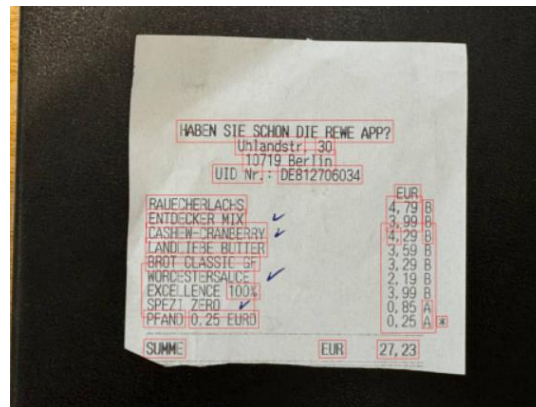 HABEN SIE SCHON DIE REWE APP?
Uhlandstr. 30
10719 Berlin
UID Nr.: DE812706034
EUR
RAUECHERLACHS 4,79 B
ENTDECKER MIX 3,99 B
CASHEW-CRANBERRY 4,29 B
LANDLIEBE BUTTER 3,59 B
BROT CLASSIC GF 3,29 B
WORCESTERSAUCE 2,19 B
EXCELLENCE 100% 3,99 B
SPEZI ZERO 0,85 A
PFAND 0,25 EURO 0,25 A *
SUMME EUR 27,23